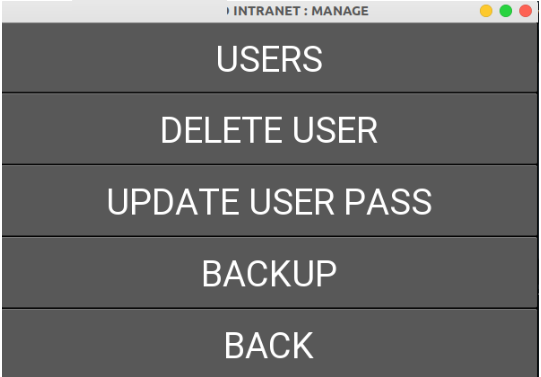 INTRANET : MANAGE
USERS
DELETE USER
UPDATE USER PASS
BACKUP
BACK